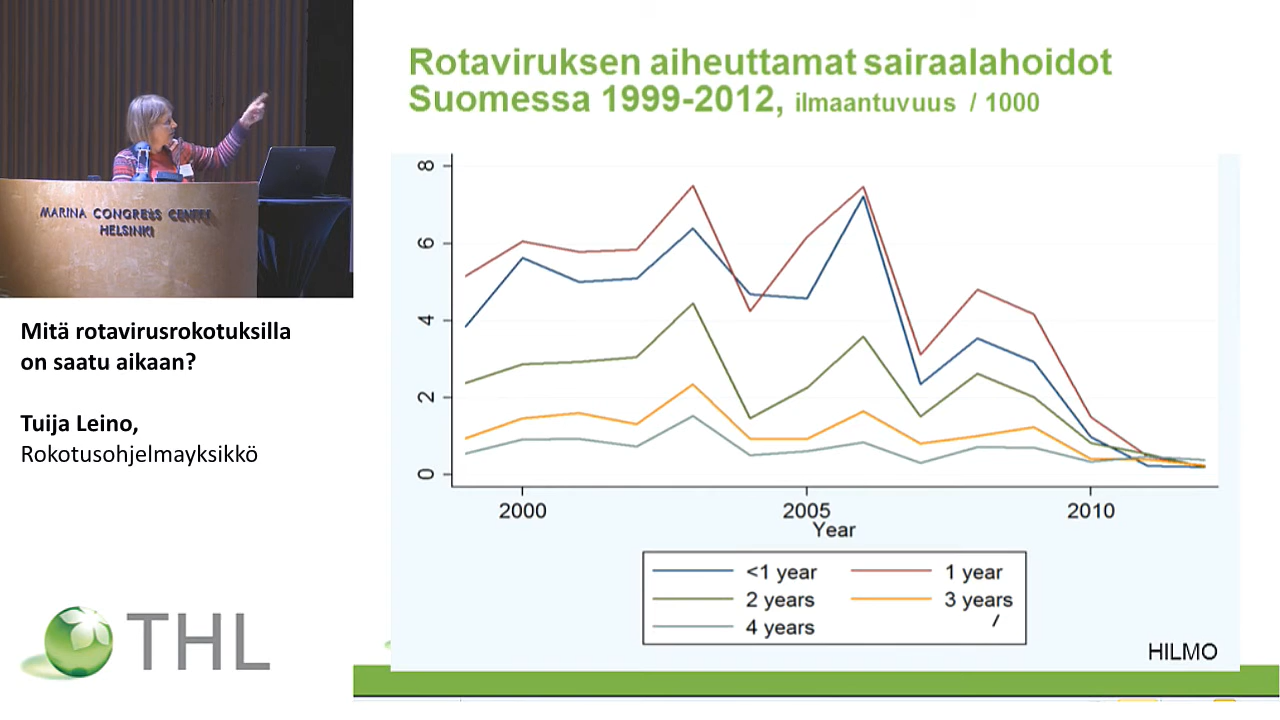 MARINA CONGRESS CENTER
HELSINKI
Mitä rotavirusrokotuksilla
on saatu aikaan?
Tuija Leino,
Rokotusohjelmayksikkö
THL
Rotaviruksen aiheuttamat sairaalahoidot
Suomessa 1999-2012, ilmaantuvuus / 1000
8
6
4
2
0
2000 2005 2010
Year
<1 year 1 year
2 years 3 years
4 years
HILMO